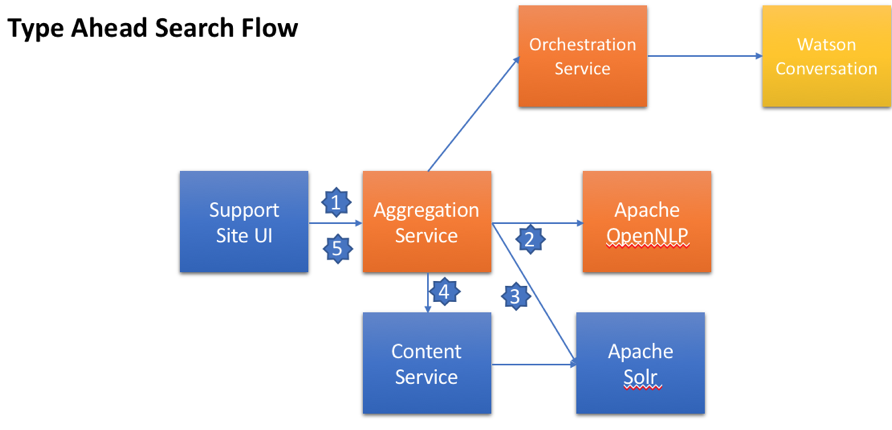 Type Ahead Search Flow
Orchestration
Service
Watson
Conversation
Support
Site UI
1
5
Aggregation
Service
2
Apache
OpenNLP
3
4
Content
Service
Apache
Solr